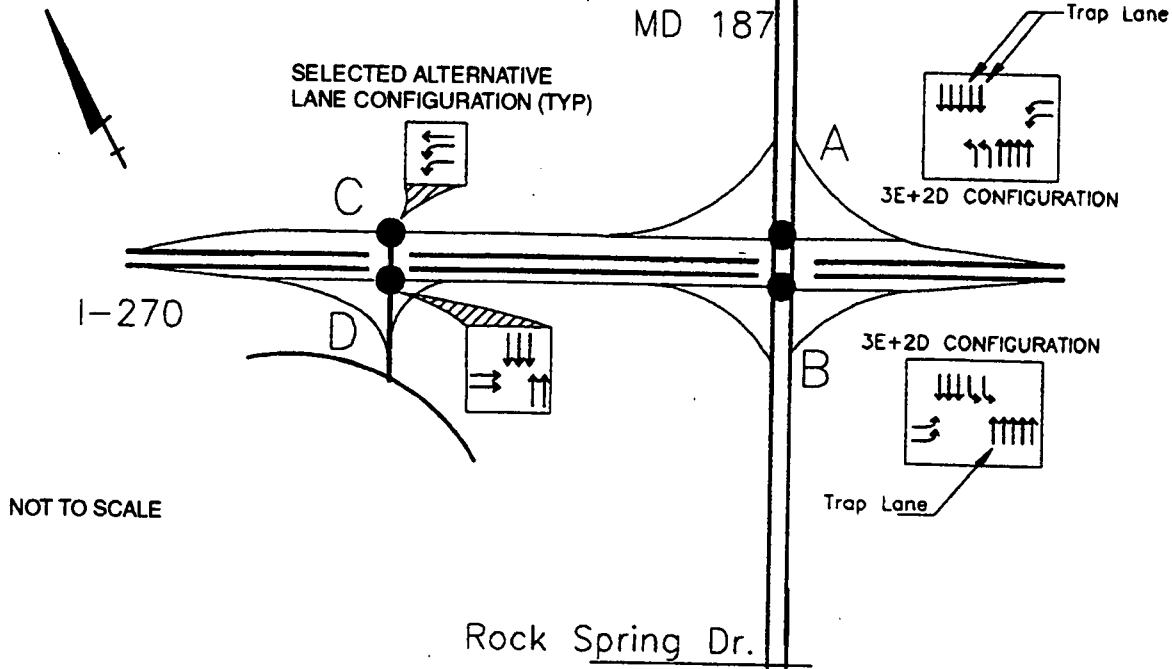 MD 187
Trap Lane
SELECTED ALTERNATIVE
LANE CONFIGURATION (TYP)
A
3E+2D CONFIGURATION
C
I-270
D
3E+2D CONFIGURATION
B
Trap Lane
NOT TO SCALE
Rock Spring Dr.